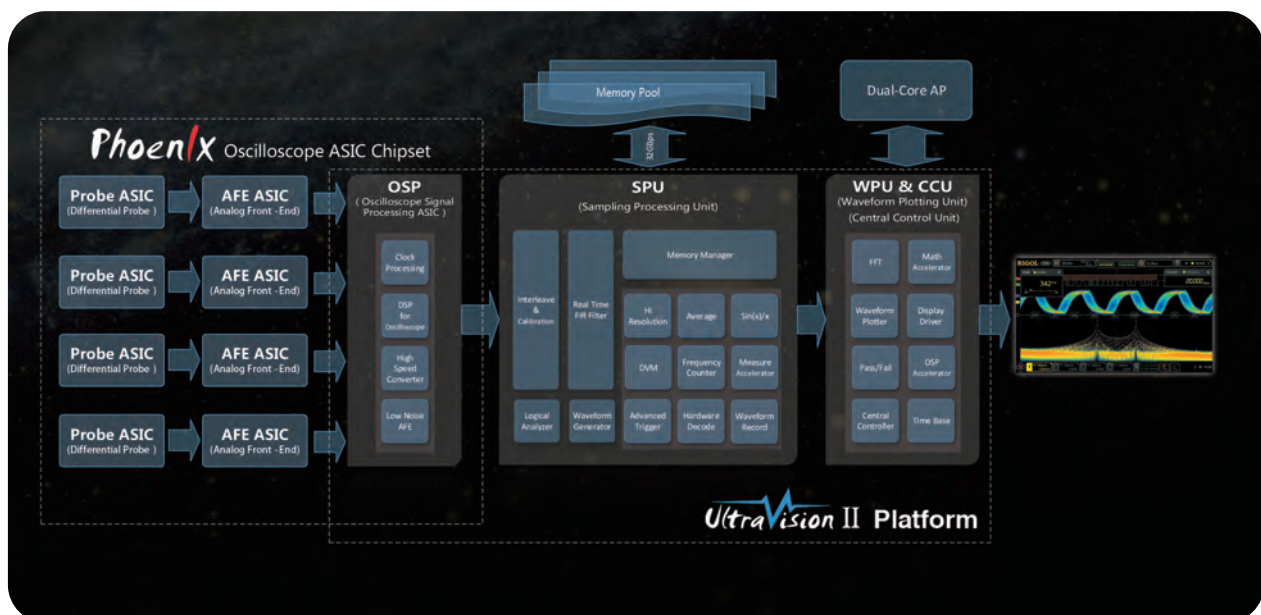 Memory Pool
Dual-Core AP
32GBps
PhoenIx Oscilloscope ASIC Chipset
Probe ASIC
(Differential Probe )
AFE ASIC
(Analog Front -End)
Probe ASIC
(Differential Probe )
AFE ASIC
(Analog Front -End)
Probe ASIC
(Differential Probe )
AFE ASIC
(Analog Front -End)
Probe ASIC
(Differential Probe )
AFE ASIC
(Analog Front -End)
OSP
( Oscilloscope Signal
Processing ASIC )
Clock
Processing
DSP
for
Oscilloscope
High
Speed
Converter
Low Noise
AFE
SPU
(Sampling Processing Unit)
Interleave
&
Calibration
Real Time
FIR Filter
Memory Manager
Hi
Resolution
Average
Sin(x)/x
DVM
Frequency
Counter
Measure
Accelerator
Logical
Analyzer
Waveform
Generator
Advanced
Trigger
Hardware
Decode
Waveform
Record
WPU & CCU
(Waveform Plotting Unit)
(Central Control Unit)
FFT
Math
Accelerator
Waveform
Plotter
Display
Driver
Pass/Fail
DSP
Accelerator
Central
Controller
Time Base
RIGOL
342
20.000
UltraVision II Platform